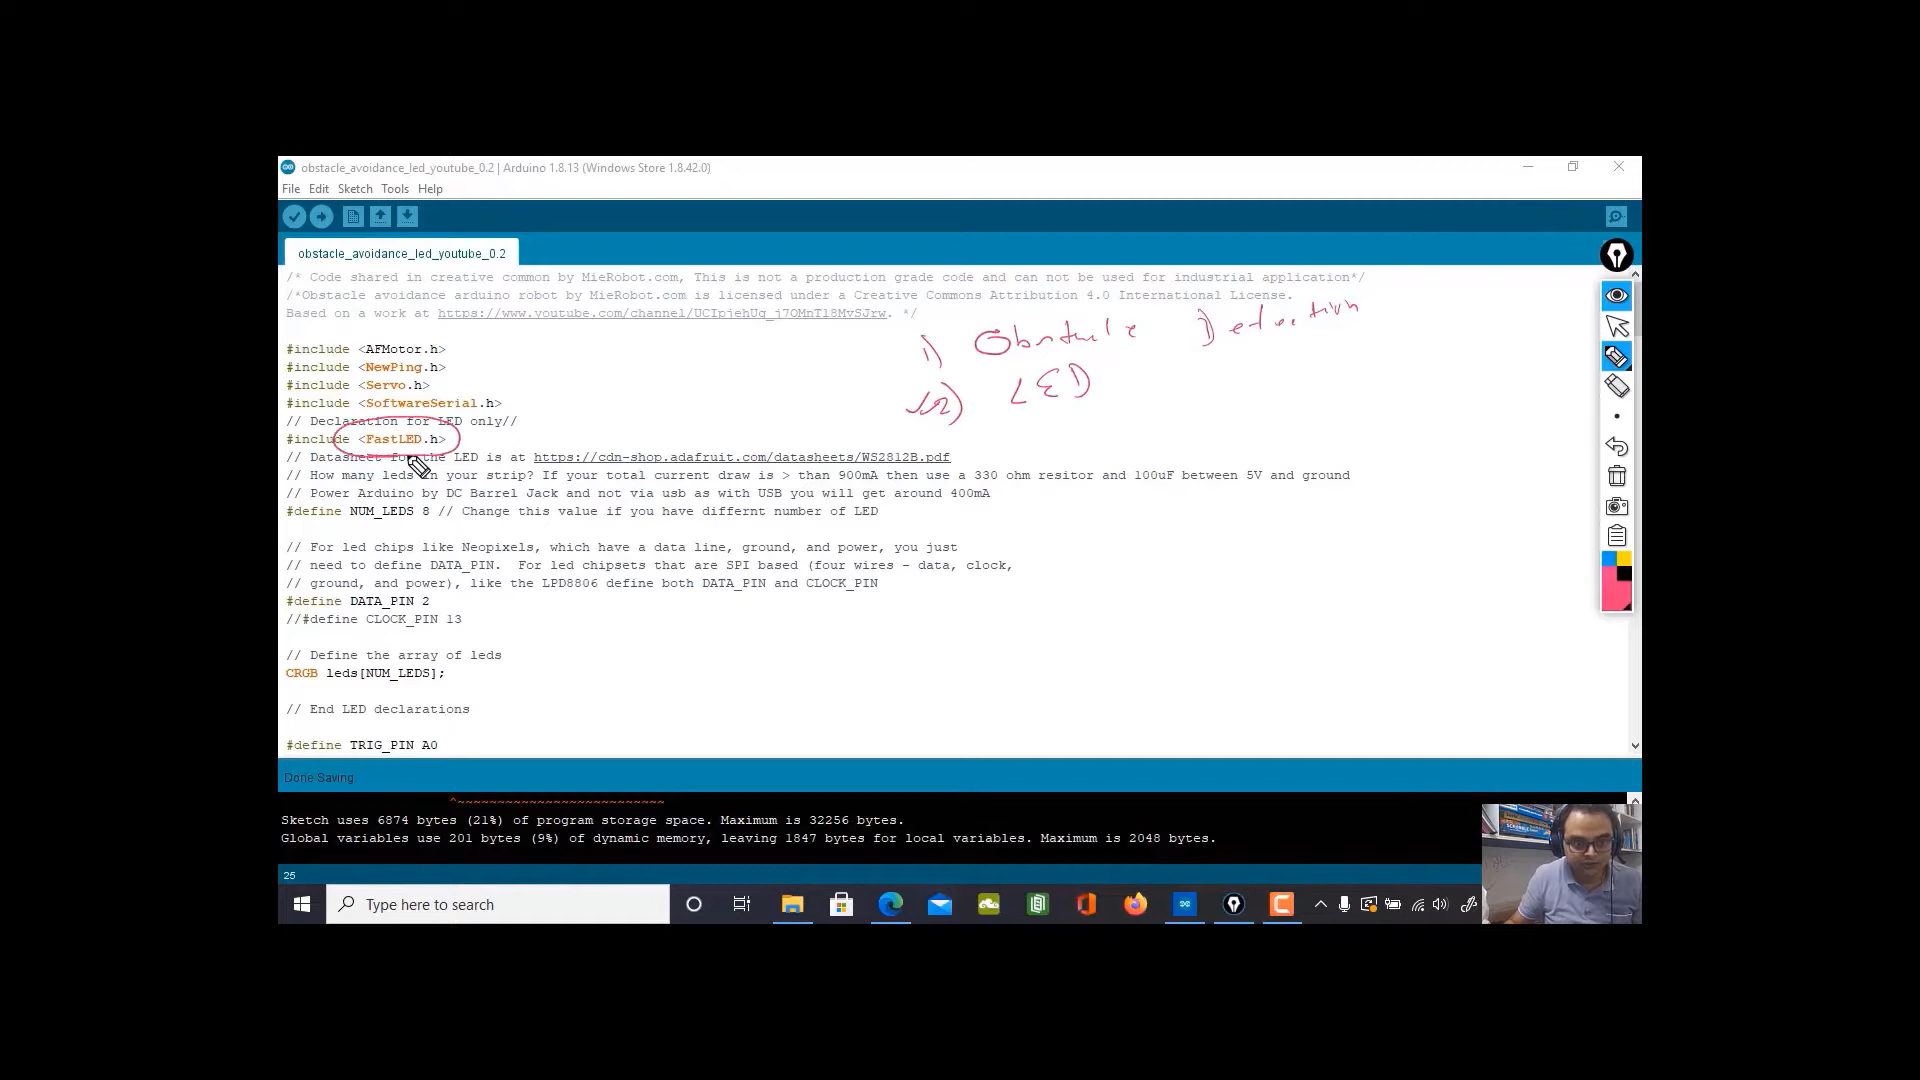 obstacle_avoidance_led_youtube_0.2 | Arduino 1.8.13 (Windows Store 1.8.42.0)
File Edit Sketch Tools Help
obstacle_avoidance_led_youtube_0.2
/* Code shared in creative common by MieRobot.com, This is not a production grade code and can not be used for industrial application*/
/*Obstacle avoidance arduino robot by MieRobot.com is licensed under a Creative Commons Attribution 4.0 International License.
Based on a work at https://www.youtube.com/channel/UCIpjehUq_j7OMnTl8MvSJrw. */
1) Obstacle Detection
#include <AFMotor.h>
#include <NewPing.h>
#include <Servo.h>
2) LED
#include <SoftwareSerial.h>
// Declaration for LED only//
#include <FastLED.h>
// Datasheet for the LED is at https://cdn-shop.adafruit.com/datasheets/WS2812B.pdf
// How many leds in your strip? If your total current draw is > than 900mA then use a 330 ohm resitor and 100uF between 5V and ground
// Power Arduino by DC Barrel Jack and not via usb as with USB you will get around 400mA
#define NUM_LEDS 8 // Change this value if you have differnt number of LED
// For led chips like Neopixels, which have a data line, ground, and power, you just
// need to define DATA_PIN.  For led chipsets that are SPI based (four wires - data, clock,
// ground, and power), like the LPD8806 define both DATA_PIN and CLOCK_PIN
#define DATA_PIN 2
//#define CLOCK_PIN 13
// Define the array of leds
CRGB leds[NUM_LEDS];
// End LED declarations
#define TRIG_PIN A0
Done Saving.
^~~~~~~~~~~~~~~~~~~~~~~~~~~
Sketch uses 6874 bytes (21%) of program storage space. Maximum is 32256 bytes.
Global variables use 201 bytes (9%) of dynamic memory, leaving 1847 bytes for local variables. Maximum is 2048 bytes.
25
Type here to search